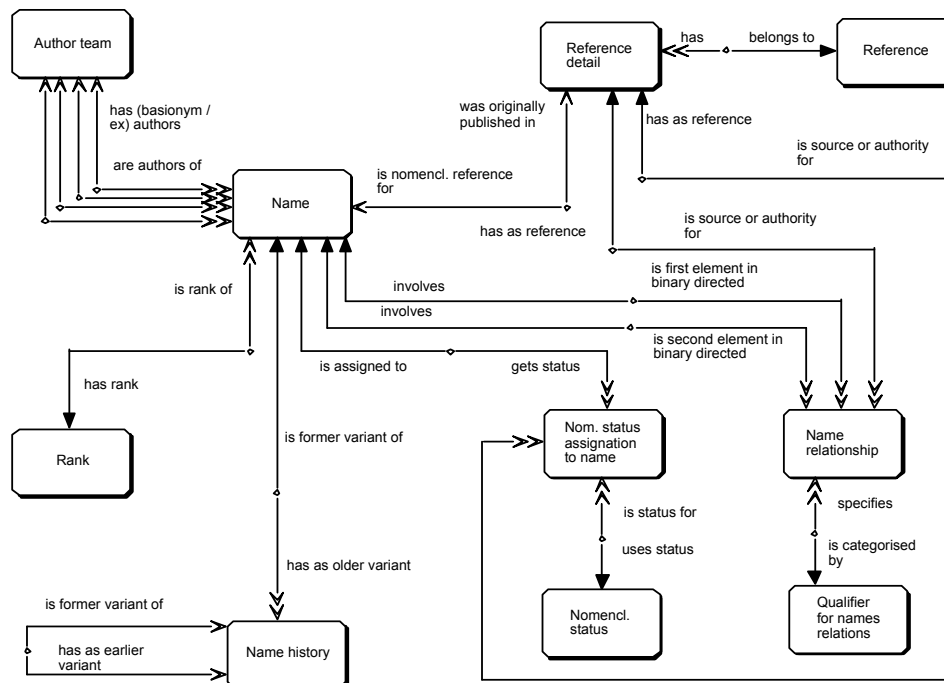 Author team
Reference
detail
has
belongs to
Reference
has (basionym /
ex) authors
was originally
published in
has as reference
are authors of
is source or authority
for
Name
is nomencl. reference
for
has as reference
is source or authority
for
is first element in
binary directed
is rank of
involves
involves
is second element in
binary directed
is assigned to
gets status
has rank
is former variant of
Nom. status
assignation
to name
Name
relationship
Rank
specifies
is status for
uses status
is categorised
by
has as older variant
is former variant of
Nomencl.
status
Qualifier
for names
relations
has as earlier
variant
Name history